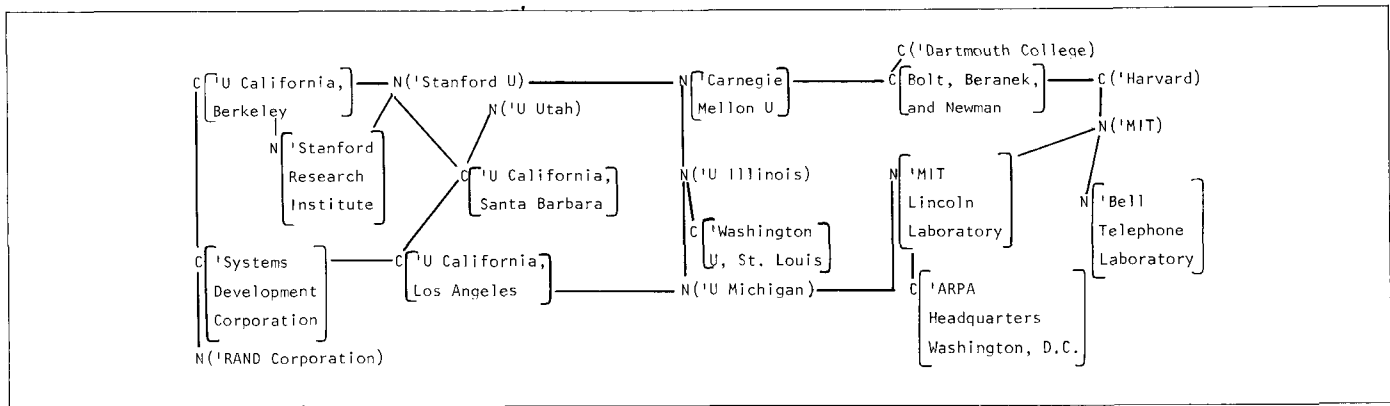 C('Dartmouth College)
C['U California,
Berkeley]
N('Stanford U)
N['Carnegie
Mellon U]
C[Bolt, Beranek,
and Newman]
C('Harvard)
N('U Utah)
N('MIT)
N['Stanford
Research
Institute]
C['U California,
Santa Barbara]
N('U Illinois)
N['MIT
Lincoln
Laboratory]
N['Bell
Telephone
Laboratory]
C['Washington
U, St. Louis]
C['Systems
Development
Corporation]
C['U California,
Los Angeles]
N('U Michigan)
C['ARPA
Headquarters
Washington, D.C.]
N('RAND Corporation)